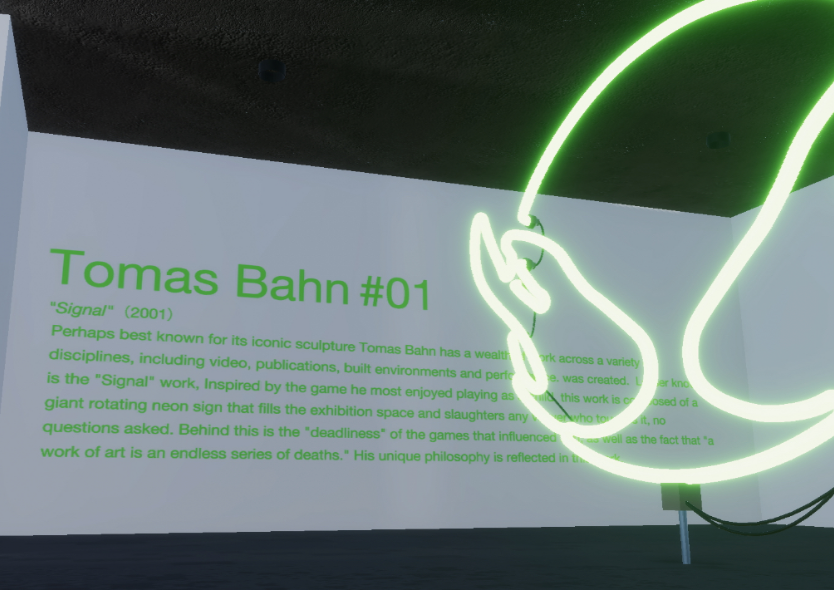 Tomas Bahn #01
"Signal" (2001)
Perhaps best known for its iconic sculpture Tomas Bahn has a wealth work across a variety
disciplines, including video, publications, built environments and was created.
is the "Signal" work, Inspired by the game he most enjoyed playing as this work is composed of a
giant rotating neon sign that fills the exhibition space and slaughters any who it, no
questions asked. Behind this is the "deadliness" of the games that influenced as well as the fact that "a
work of art is an endless series of deaths." His unique philosophy is reflected in